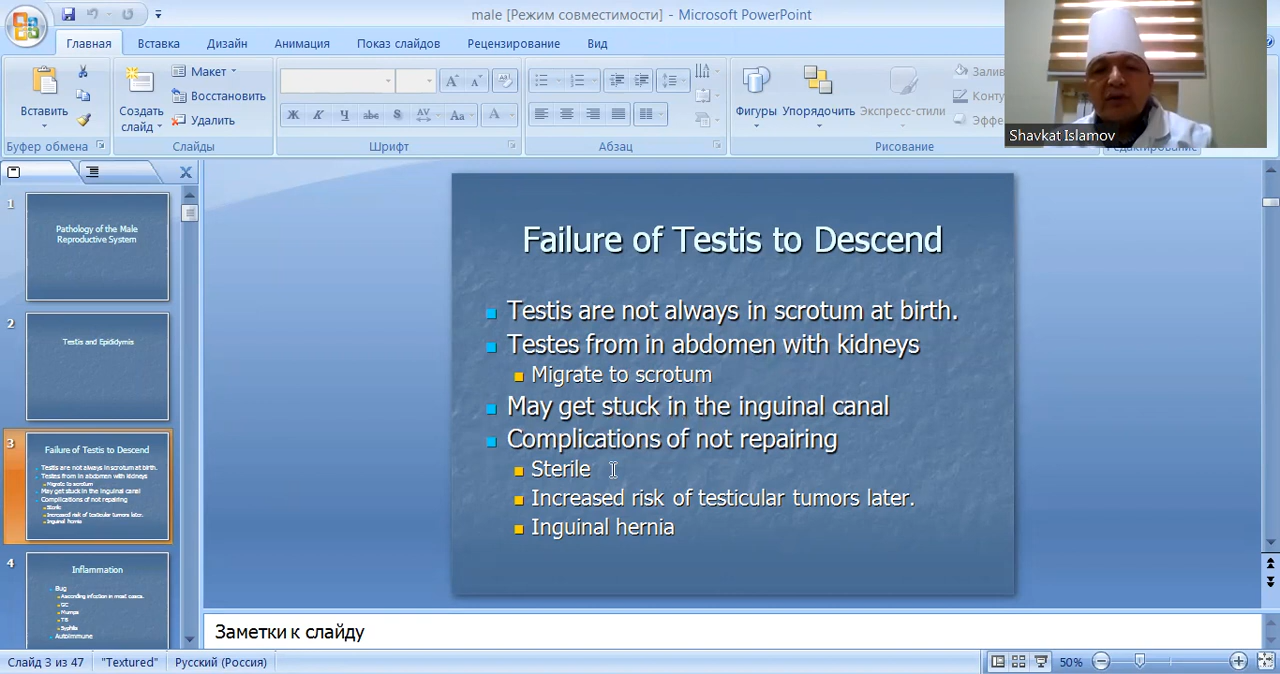 male [Режим совместимости] - Microsoft PowerPoint
Главная Вставка Дизайн Анимация Показ слайдов Рецензирование Вид
Вставить
Создать слайд
Макет
Восстановить
Удалить
Ж К Ч abe S AV Aa A
Фигуры Упорядочить Экспресс-стили
Буфер обмена Слайды Шрифт Абзац Рисование
Shavkat Islamov
1
Pathology of the Male
Reproductive System
2
Testis and Epididymis
3
Failure of Testis to Descend
Testis are not always in scrotum at birth.
Testes from in abdomen with kidneys
Migrate to scrotum
May get stuck in the inguinal canal
Complications of not repairing
Sterile
Increased risk of testicular tumors later.
Inguinal hernia
4
Inflammation
Bug
Ascending infection in most cases.
GC
Mumps
TB
Syphilis
Autoimmune
Failure of Testis to Descend
Testis are not always in scrotum at birth.
Testes from in abdomen with kidneys
Migrate to scrotum
May get stuck in the inguinal canal
Complications of not repairing
Sterile
Increased risk of testicular tumors later.
Inguinal hernia
Заметки к слайду
Слайд 3 из 47 "Textured" Русский (Россия) 50%